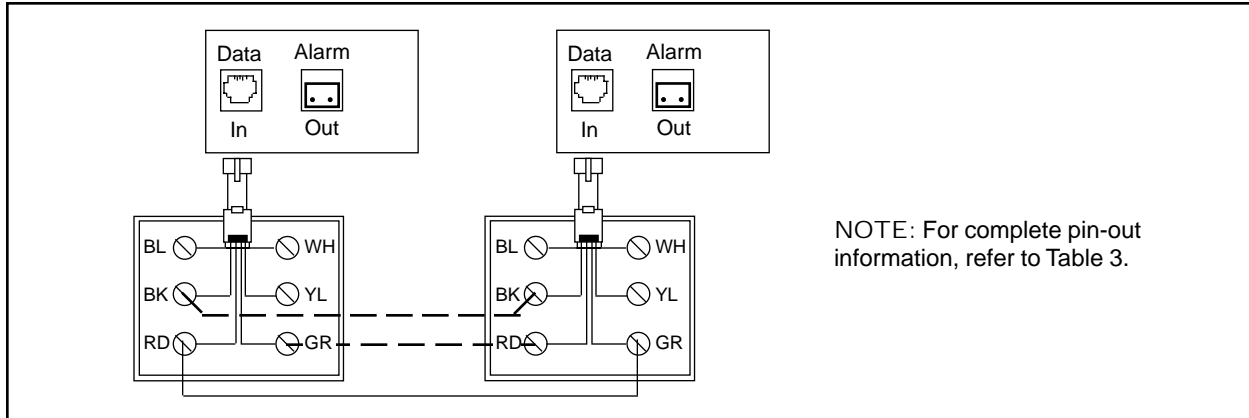 Data Alarm
In Out
Data Alarm
In Out
BL WH
BK YL
RD GR
BL WH
BK YL
RD GR
NOTE: For complete pin-out
information, refer to Table 3.